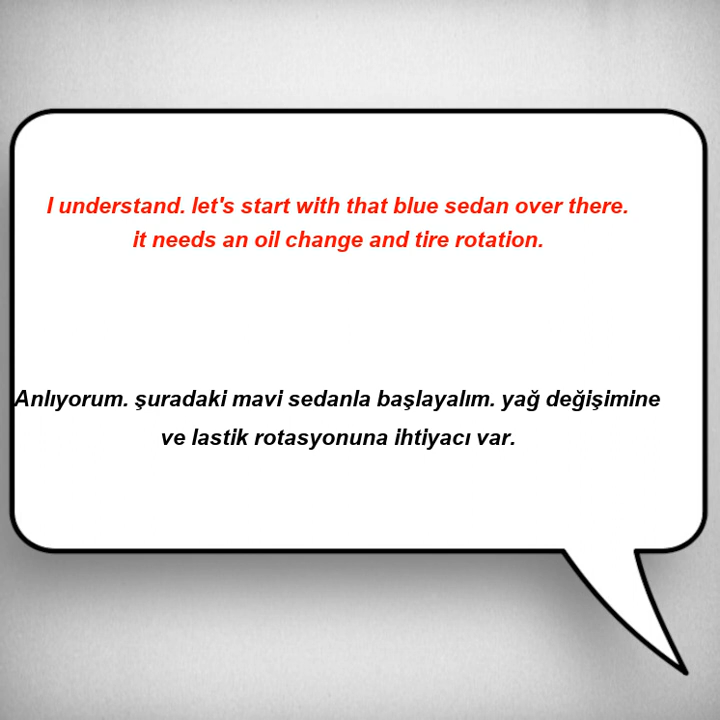 I understand. let's start with that blue sedan over there.
it needs an oil change and tire rotation.
Anlıyorum. şuradaki mavi sedanla başlayalım. yağ değişimine
ve lastik rotasyonuna ihtiyacı var.